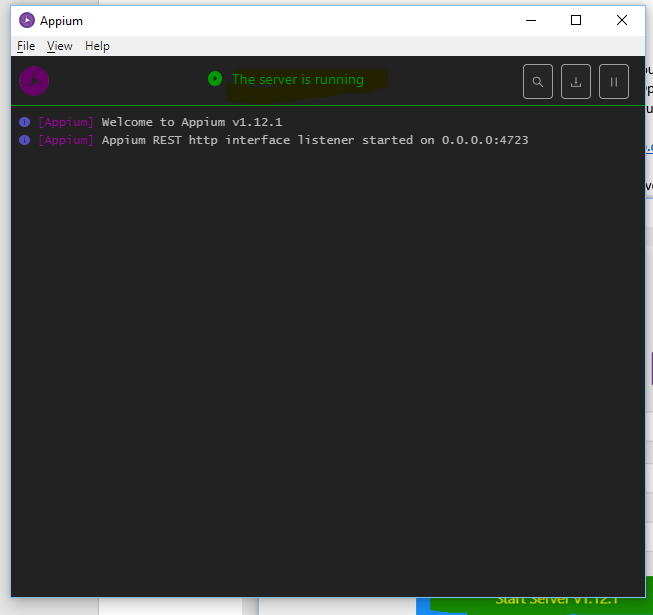 Appium
File View Help
The server is running
[Appium] Welcome to Appium v1.12.1
[Appium] Appium REST http interface listener started on 0.0.0.0:4723
Start Server v1.12.1